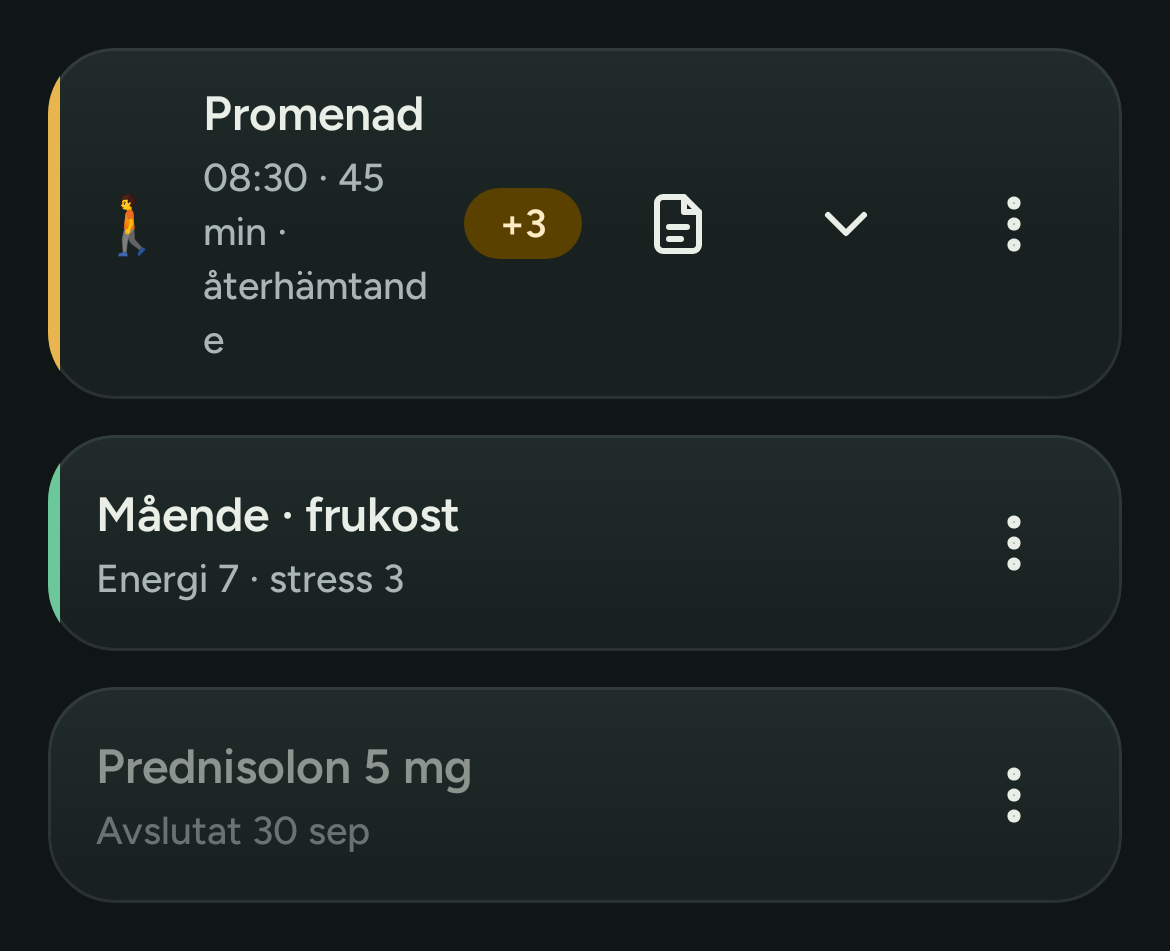 Promenad
08:30 · 45
min ·
återhämtand
e
+3
Mående · frukost
Energi 7 · stress 3
Prednisolon 5 mg
Avslutat 30 sep